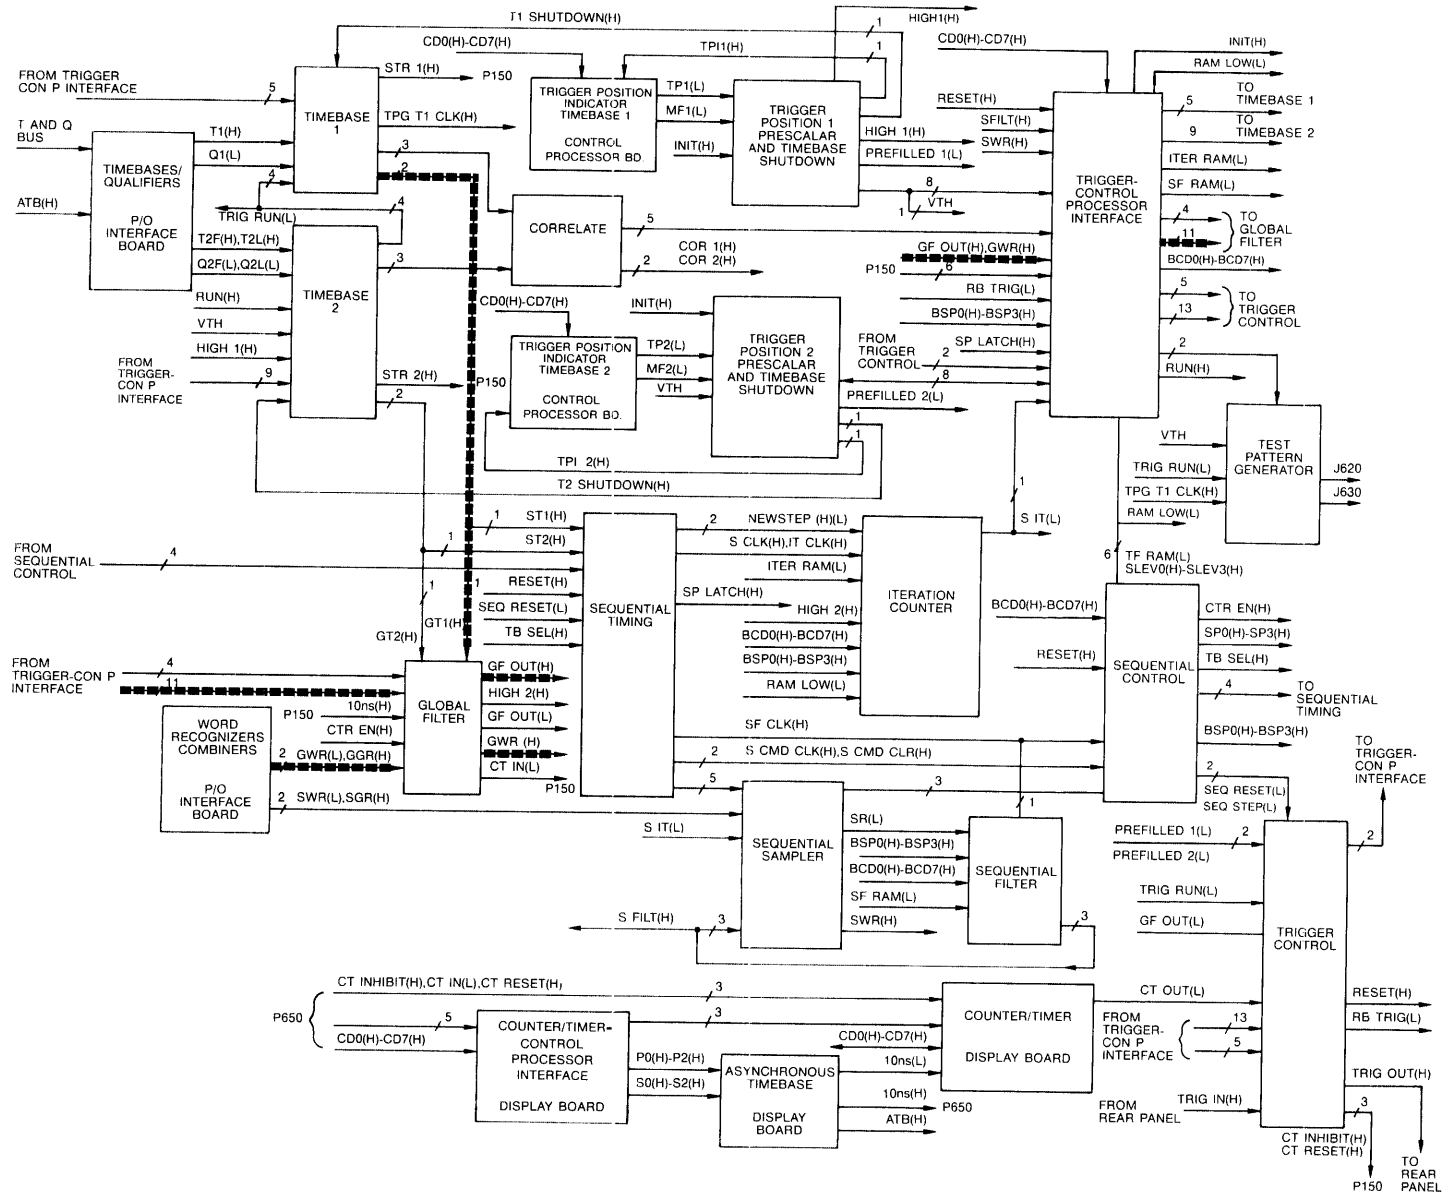 T1 SHUTDOWN(H)
1
HIGH1(H)
CD0(H)-CD7(H)
TPI1(H)
1
CD0(H)-CD7(H)
INIT(H)
RAM LOW(L)
FROM TRIGGER
CON P INTERFACE
5
TIMEBASE
1
STR 1(H)
P150
TPG T1 CLK(H)
3
2
4
TRIGGER POSITION
INDICATOR
TIMEBASE 1
CONTROL
PROCESSOR BD.
TP1(L)
MF1(L)
INIT(H)
TRIGGER
POSITION 1
PRESCALAR
AND TIMEBASE
SHUTDOWN
HIGH 1(H)
PREFILLED 1(L)
8
1
VTH
RESET(H)
SFILT(H)
SWR(H)
TRIGGER-
CONTROL
PROCESSOR
INTERFACE
5
TO
TIMEBASE 1
9
TO
TIMEBASE 2
ITER RAM(L)
SF RAM(L)
4
11
TO
GLOBAL
FILTER
BCD0(H)-BCD7(H)
5
13
TO
TRIGGER
CONTROL
2
RUN(H)
T AND Q
BUS
ATB(H)
TIMEBASES/
QUALIFIERS
P/O
INTERFACE
BOARD
T1(H)
Q1(L)
TRIG RUN(L)
4
T2F(H),T2L(H)
Q2F(L),Q2L(L)
RUN(H)
VTH
HIGH 1(H)
FROM
TRIGGER-
CON P
INTERFACE
9
TIMEBASE
2
3
STR 2(H)
P150
2
CORRELATE
5
COR 1(H)
COR 2(H)
2
GF OUT(H),GWR(H)
P150
6
RB TRIG(L)
BSP0(H)-BSP3(H)
FROM
TRIGGER
CONTROL
SP LATCH(H)
2
8
CD0(H)-CD7(H)
INIT(H)
TRIGGER POSITION
INDICATOR
TIMEBASE 2
CONTROL
PROCESSOR BD.
TP2(L)
MF2(L)
VTH
TRIGGER
POSITION 2
PRESCALAR
AND TIMEBASE
SHUTDOWN
PREFILLED 2(L)
1
1
TPI 2(H)
T2 SHUTDOWN(H)
VTH
TRIG RUN(L)
TPG T1 CLK(H)
TEST
PATTERN
GENERATOR
J620
J630
RAM LOW(L)
6
TF RAM(L)
SLEV0(H)-SLEV3(H)
1
S IT(L)
FROM
SEQUENTIAL
CONTROL
4
1
ST1(H)
1
ST2(H)
1
1
RESET(H)
SEQ RESET(L)
TB SEL(H)
GT2(H)
GT1(H)
SEQUENTIAL
TIMING
2
NEWSTEP (H)(L)
S CLK(H),IT CLK(H)
ITER RAM(L)
SP LATCH(H)
HIGH 2(H)
BCD0(H)-BCD7(H)
BSP0(H)-BSP3(H)
RAM LOW(L)
ITERATION
COUNTER
BCD0(H)-BCD7(H)
RESET(H)
SEQUENTIAL
CONTROL
CTR EN(H)
SP0(H)-SP3(H)
TB SEL(H)
4
TO
SEQUENTIAL
TIMING
BSP0(H)-BSP3(H)
2
SEQ RESET(L)
SEQ STEP(L)
FROM
TRIGGER-CON P
INTERFACE
4
11
10ns(H)
P150
CTR EN(H)
GLOBAL
FILTER
GF OUT(H)
HIGH 2(H)
GF OUT(L)
GWR (H)
CT IN(L)
P150
WORD
RECOGNIZERS
COMBINERS
P/O
INTERFACE
BOARD
2
GWR(L),GGR(H)
2
SWR(L),SGR(H)
SF CLK(H)
2
S CMD CLK(H),S CMD CLR(H)
5
3
1
S IT(L)
SEQUENTIAL
SAMPLER
SR(L)
BSP0(H)-BSP3(H)
BCD0(H)-BCD7(H)
SF RAM(L)
SWR(H)
SEQUENTIAL
FILTER
3
S FILT(H)
3
TO
TRIGGER-
CON P
INTERFACE
2
PREFILLED 1(L)
2
PREFILLED 2(L)
TRIG RUN(L)
GF OUT(L)
TRIGGER
CONTROL
CT INHIBIT(H),CT IN(L),CT RESET(H)
3
P650
5
CD0(H)-CD7(H)
COUNTER/TIMER-
CONTROL
PROCESSOR
INTERFACE
DISPLAY BOARD
3
P0(H)-P2(H)
S0(H)-S2(H)
ASYNCHRONOUS
TIMEBASE
DISPLAY
BOARD
CD0(H)-CD7(H)
10ns(L)
10ns(H)
P650
ATB(H)
COUNTER/TIMER
DISPLAY BOARD
CT OUT(L)
FROM
TRIGGER-
CON P
INTERFACE
13
5
FROM
REAR PANEL
TRIG IN(H)
RESET(H)
RB TRIG(L)
TRIG OUT(H)
3
CT INHIBIT(H)
CT RESET(H)
P150
TO
REAR
PANEL